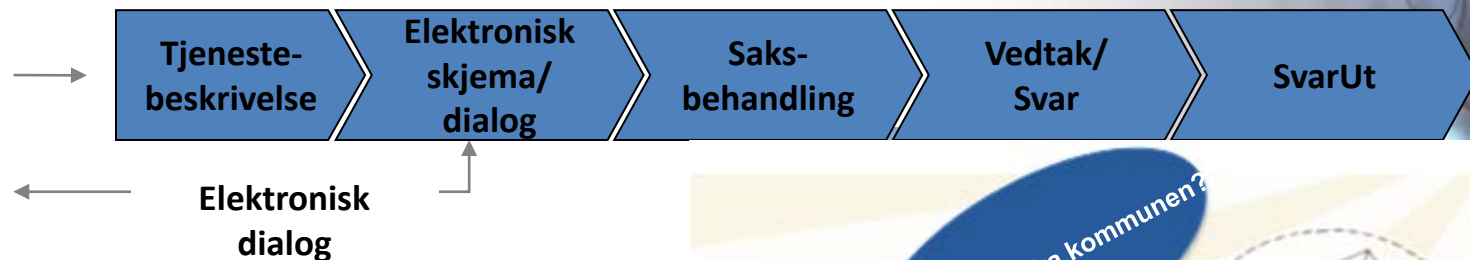 Tjeneste-
beskrivelse
Elektronisk
skjema/
dialog
Saks-
behandling
Vedtak/
Svar
SvarUt
Elektronisk
dialog
kommunen?